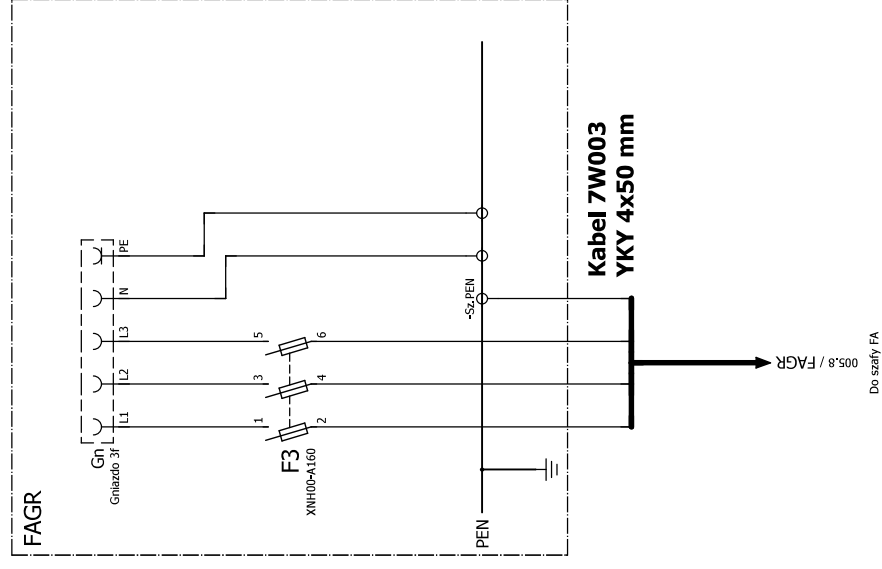 FAGR
Gn
Gniazdo 3f
L1
L2
L3
N
PE
F3
XNH00-A160
1
3
5
2
4
6
PEN
-Sz.PEN
Kabel 7W003
YKY 4x50 mm
005.8 / FAGR
Do szafy FA